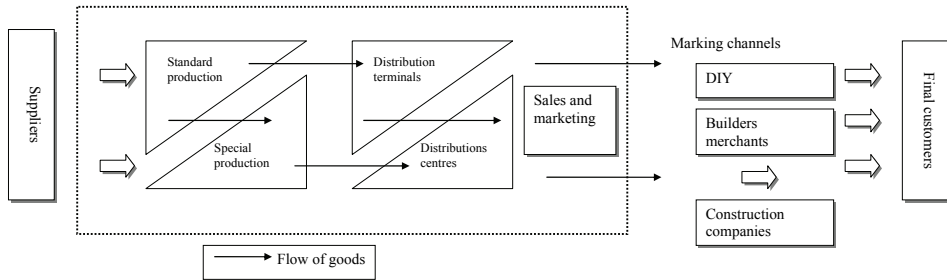 Suppliers
Standard
production
Distribution
terminals
Special
production
Distributions
centres
Sales and
marketing
Marking channels
DIY
Builders
merchants
Construction
companies
Final customers
Flow of goods